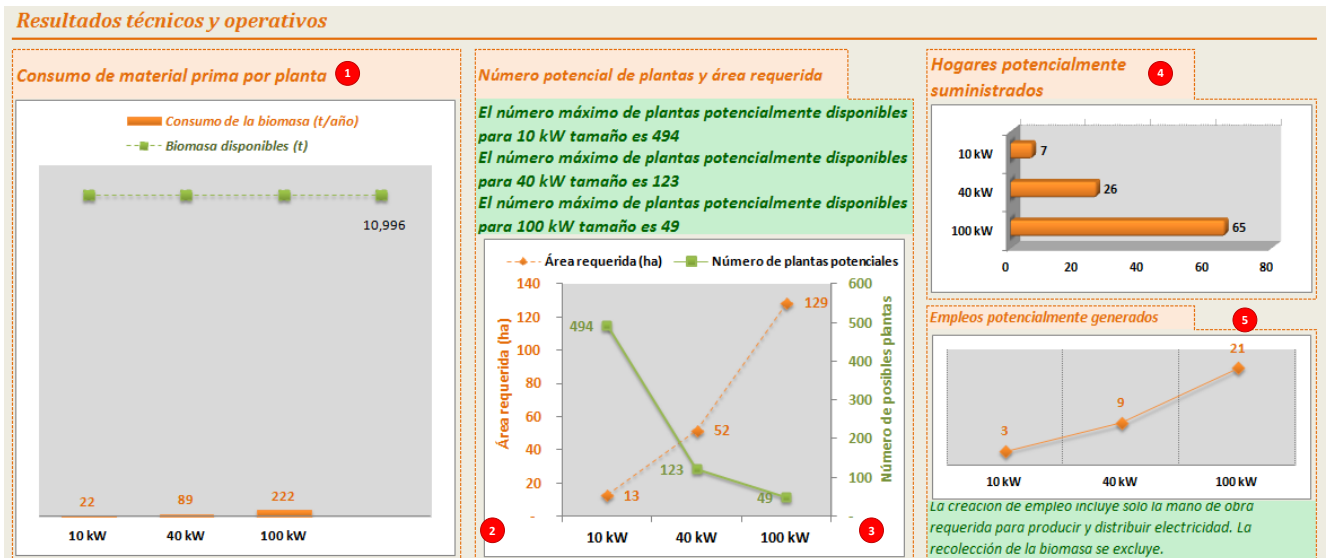 Resultados técnicos y operativos
Consumo de material prima por planta
1
Consumo de la biomasa (t/año)
Biomasa disponibles (t)
10,996
22
89
222
10 kW
40 kW
100 kW
Número potencial de plantas y área requerida
El número máximo de plantas potencialmente disponibles
para 10 kW tamaño es 494
El número máximo de plantas potencialmente disponibles
para 40 kW tamaño es 123
El número máximo de plantas potencialmente disponibles
para 100 kW tamaño es 49
Área requerida (ha)
Número de plantas potenciales
140
120
100
80
60
40
20
-
Área requerida (ha)
600
500
400
300
200
100
-
Número de posibles plantas
494
123
49
13
52
129
10 kW
40 kW
100 kW
2
3
Hogares potencialmente
suministrados
4
10 kW
40 kW
100 kW
7
26
65
0
20
40
60
80
Empleos potencialmente generados
5
3
9
21
10 kW
40 kW
100 kW
La creación de empleo incluye solo la mano de obra
requerida para producir y distribuir electricidad. La
recolección de la biomasa se excluye.